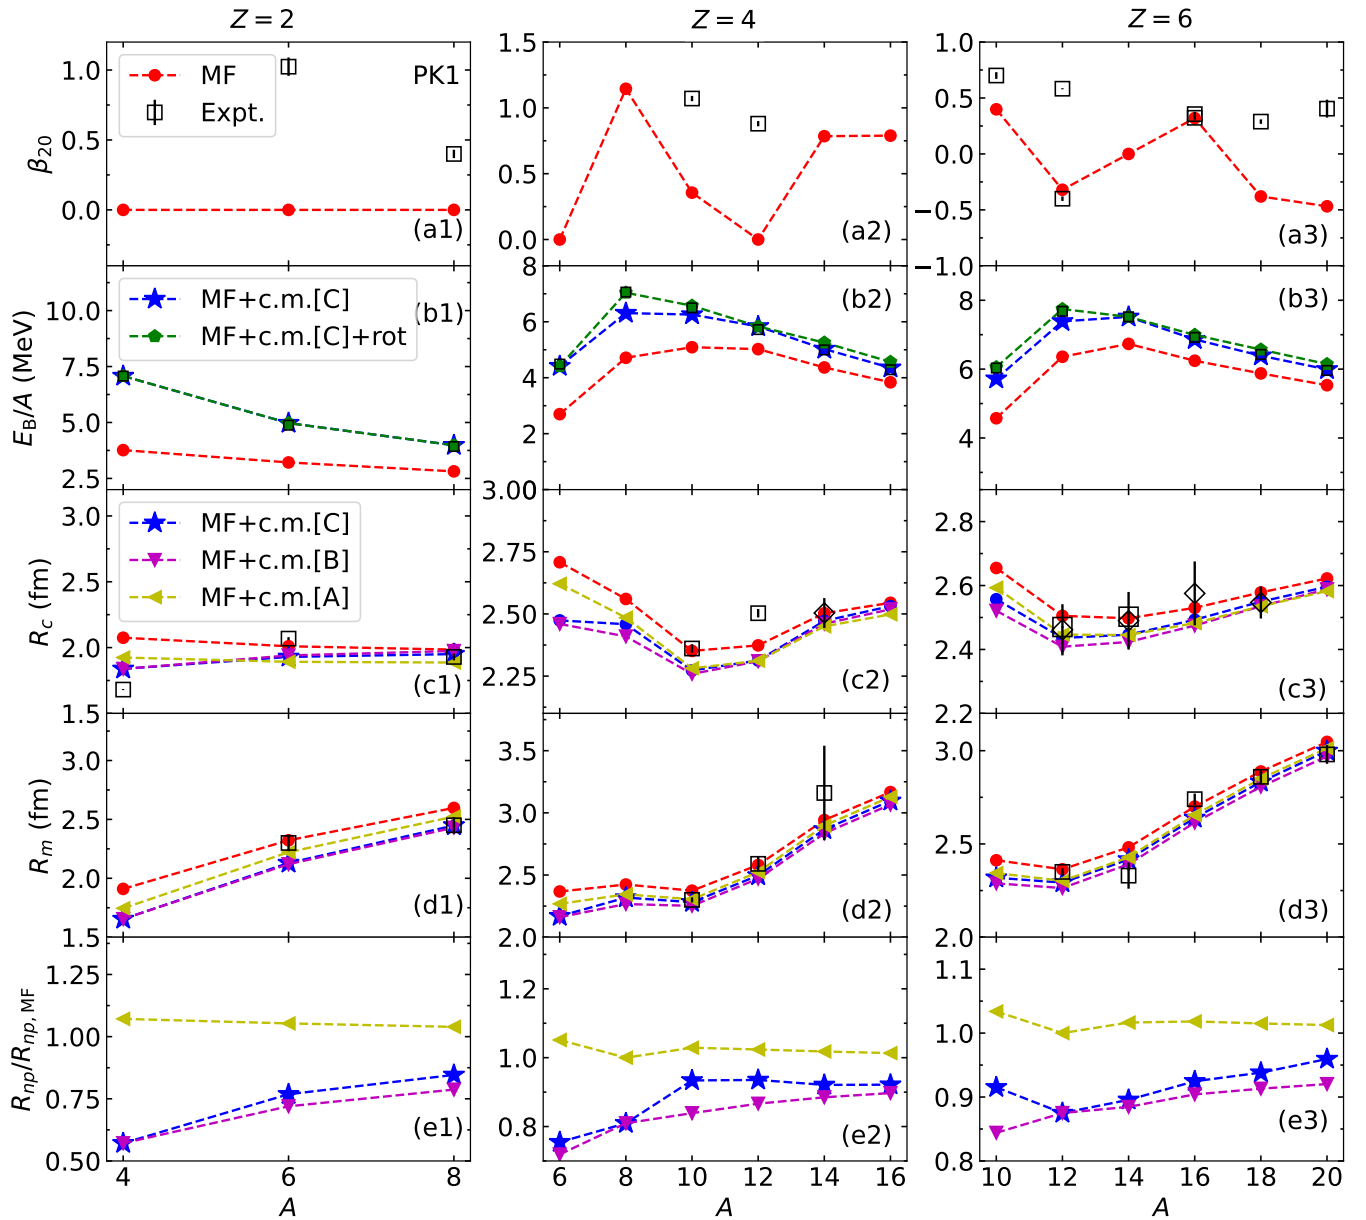 Z = 2
Z = 4
Z = 6
β20
1.0
0.5
0.0
MF
Expt.
PK1
(a1)
1.5
1.0
0.5
0.0
(a2)
1.0
0.5
0.0
−0.5
−1.0
(a3)
EB/A (MeV)
10.0
7.5
5.0
2.5
MF+c.m.[C]
MF+c.m.[C]+rot
(b1)
8
6
4
2
0
(b2)
8
6
4
(b3)
Rc (fm)
3.0
2.5
2.0
1.5
MF+c.m.[C]
MF+c.m.[B]
MF+c.m.[A]
(c1)
3.00
2.75
2.50
2.25
(c2)
2.8
2.6
2.4
2.2
(c3)
Rm (fm)
3.0
2.5
2.0
1.5
(d1)
3.5
3.0
2.5
2.0
(d2)
3.0
2.5
2.0
(d3)
Rnp/Rnp, MF
1.25
1.00
0.75
0.50
(e1)
1.2
1.0
0.8
(e2)
1.1
1.0
0.9
0.8
(e3)
4 6 8
6 8 10 12 14 16
10 12 14 16 18 20
A
A
A